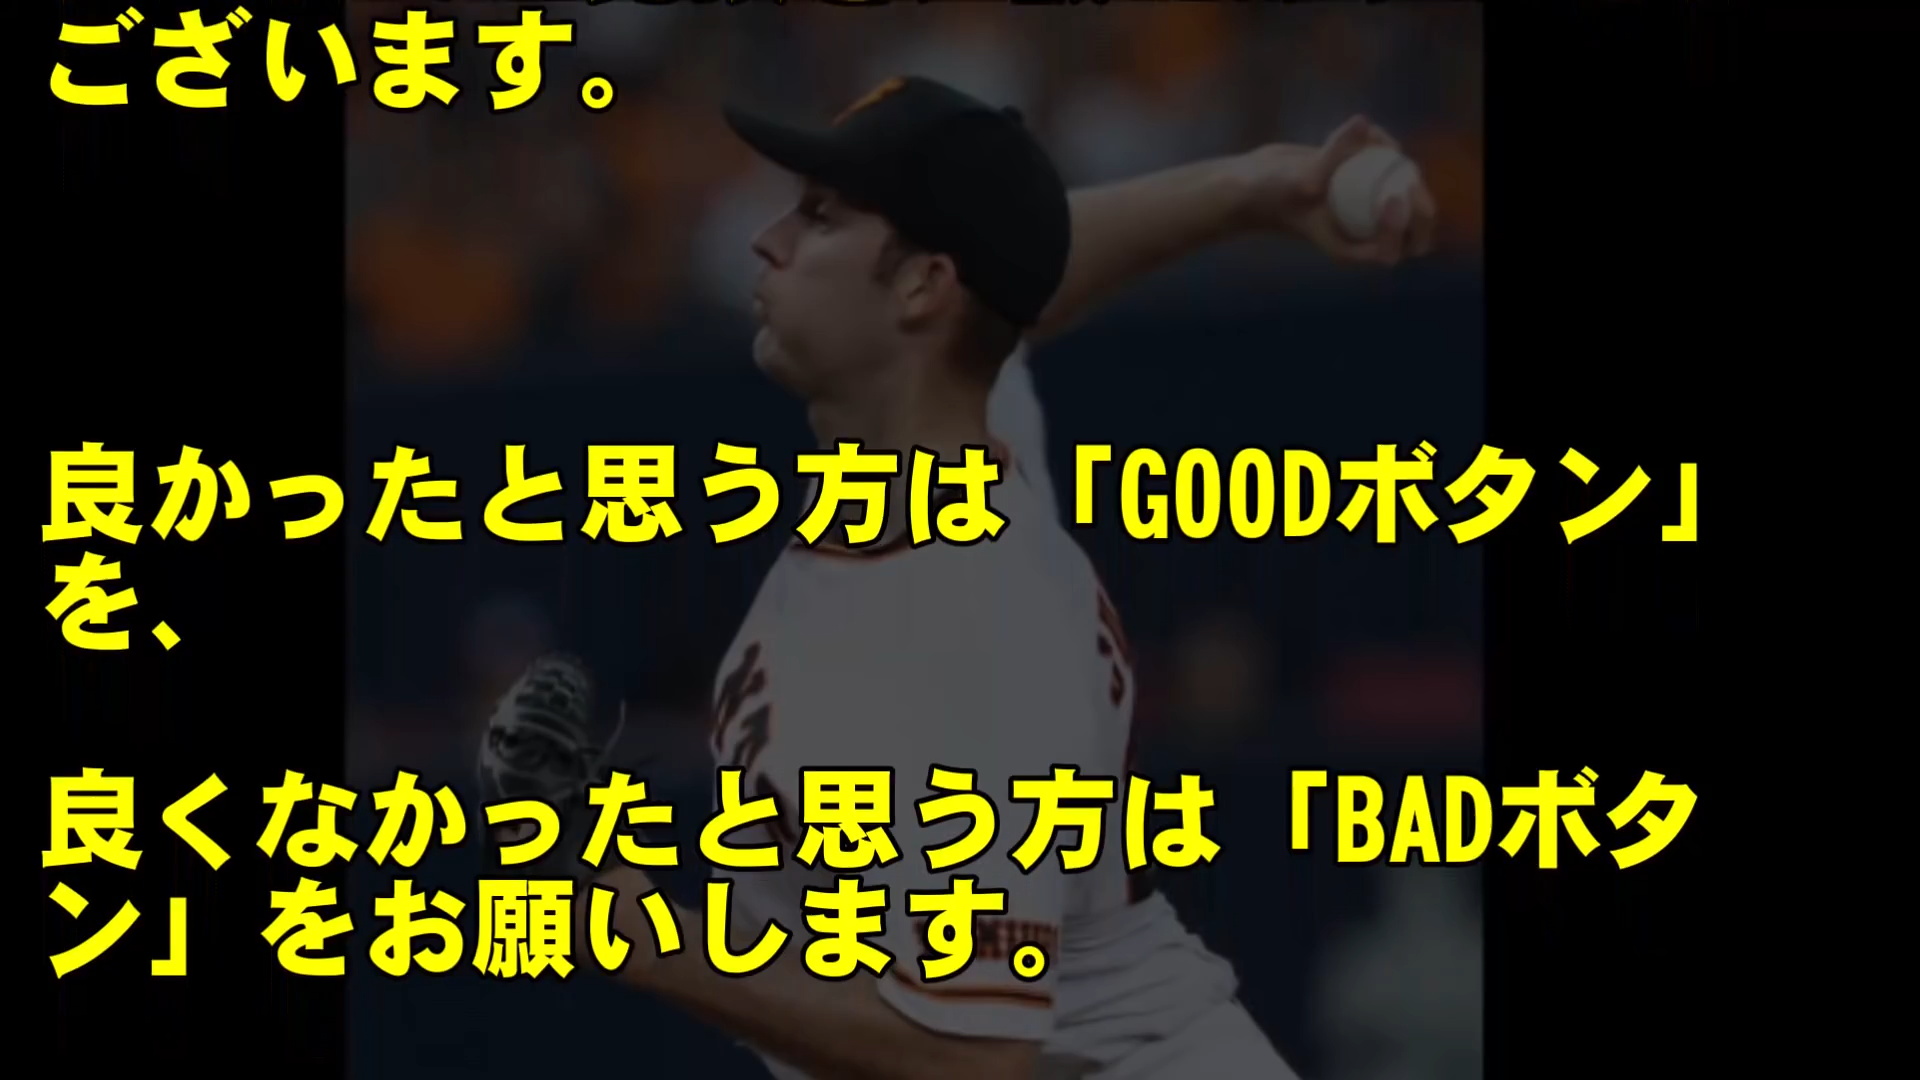 ございます。
良かったと思う方は「GOODボタン」
を、
良くなかったと思う方は「BADボタ
ン」をお願いします。